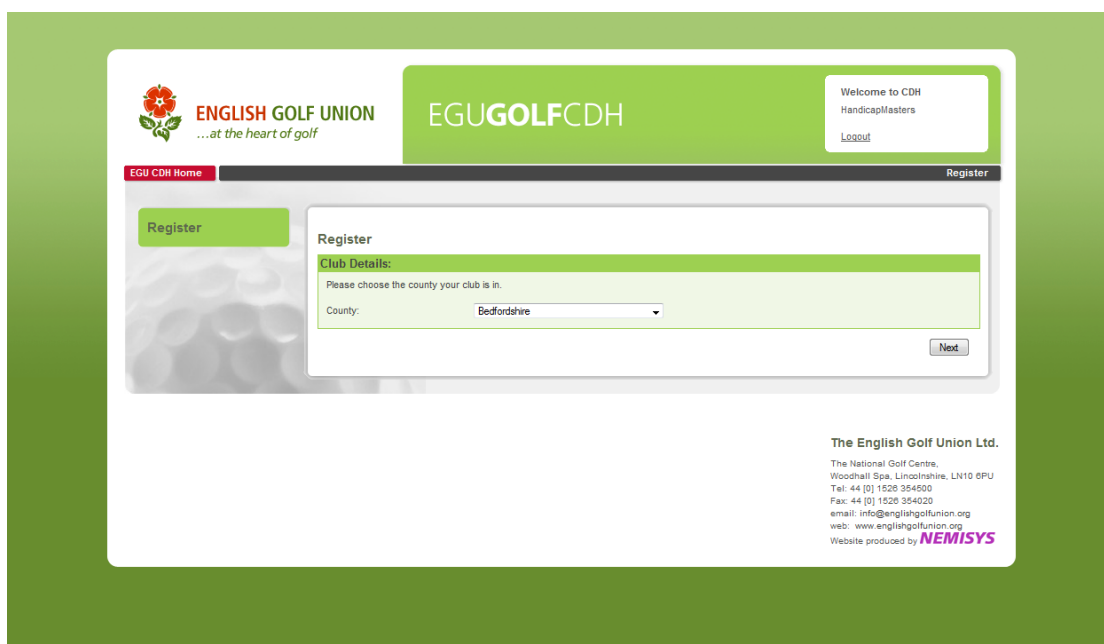 ENGLISH GOLF UNION
...at the heart of golf
EGUGOLFCDH
Welcome to CDH
HandicapMasters
Logout
EGU CDH Home
Register
Register
Register
Club Details:
Please choose the county your club is in.
County: Bedfordshire
Next
The English Golf Union Ltd.
The National Golf Centre,
Woodhall Spa, Lincolnshire, LN10 6PU
Tel: 44 [0] 1526 354500
Fax: 44 [0] 1526 354020
email: info@englishgolfunion.org
web: www.englishgolfunion.org
Website produced by NEMISYS